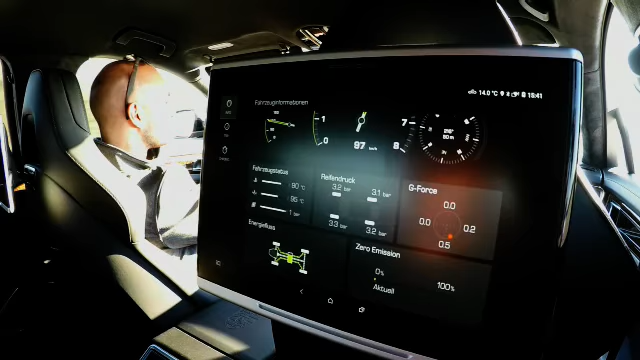 14.0 °C 15:41
Fahrzeuginformationen
1
0
97 km/h
7
8
Fahrzeugstatus
90 °C
95 °C
1 bar
Reifendruck
3.2 bar
3.1 bar
3.3 bar
3.2 bar
G-Force
0.0
0.0
0.2
0.5
Energiefluss
Zero Emission
0%
Aktuell
100%